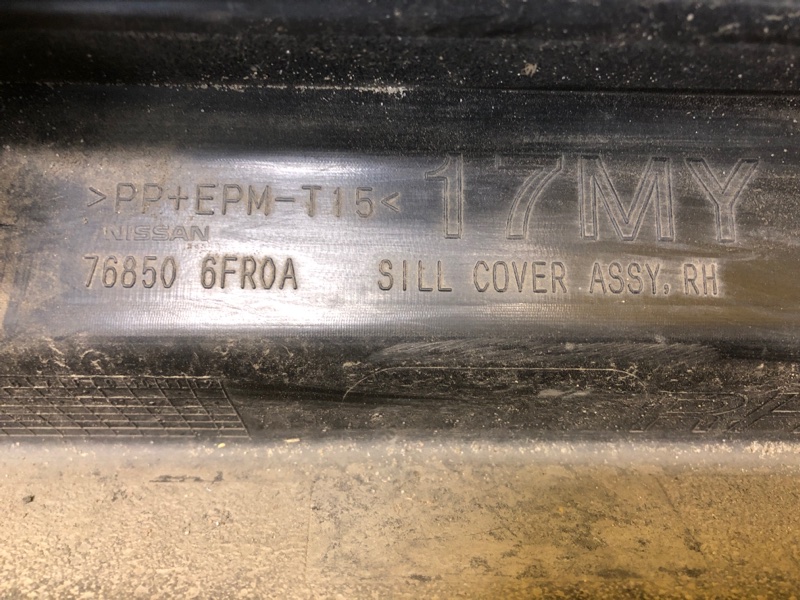 >PP+EPM-T15< 17MY
NISSAN
76850 6FR0A SILL COVER ASSY, RH